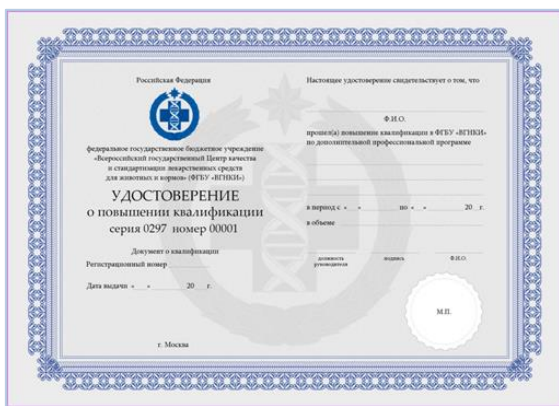 Российская Федерация
федеральное государственное бюджетное учреждение
«Всероссийский государственный Центр качества
и стандартизации лекарственных средств
для животных и кормов» (ФГБУ «ВГНКИ»)
УДОСТОВЕРЕНИЕ
о повышении квалификации
серия 0297 номер 00001
Документ о квалификации
Регистрационный номер
Дата выдачи « » 20 г.
г. Москва
Настоящее удостоверение свидетельствует о том, что
Ф.И.О.
прошел(а) повышение квалификации в ФГБУ «ВГНКИ»
по дополнительной профессиональной программе
в период с « » по « » 20 г.
в объеме
должность подпись Ф.И.О.
руководителя
М.П.